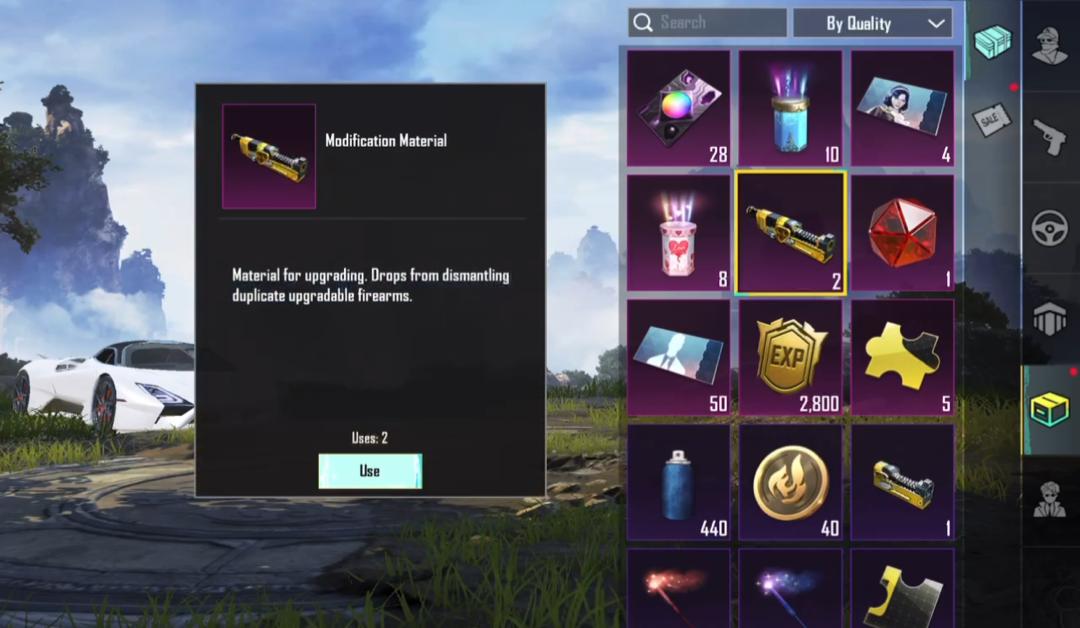 Search
By Quality
Modification Material
Material for upgrading. Drops from dismantling
duplicate upgradable firearms.
Uses: 2
Use
28
10
4
8
2
1
50
EXP
2,800
5
440
40
1
SALE